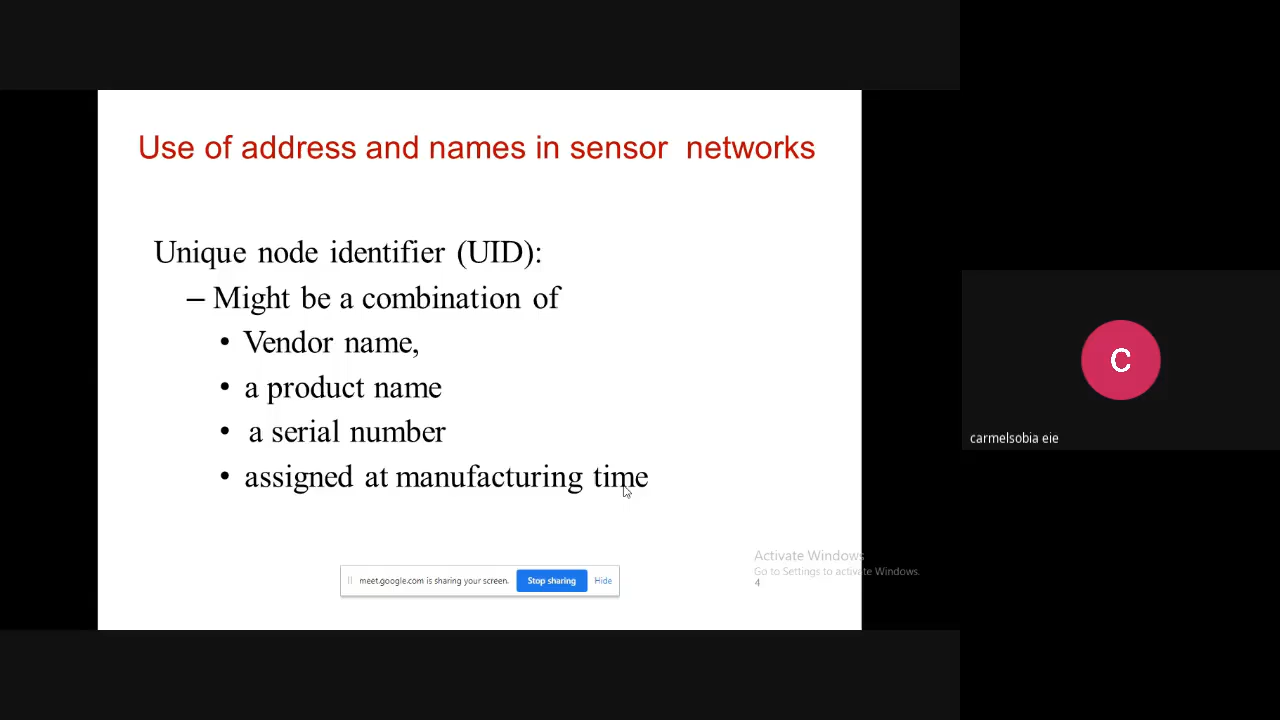 Use of address and names in sensor networks
Unique node identifier (UID):
– Might be a combination of
• Vendor name,
• a product name
• a serial number
• assigned at manufacturing time
Activate Windows
Go to Settings to activate Windows.
4
meet.google.com is sharing your screen.
Stop sharing
Hide
C
carmelsobia eie